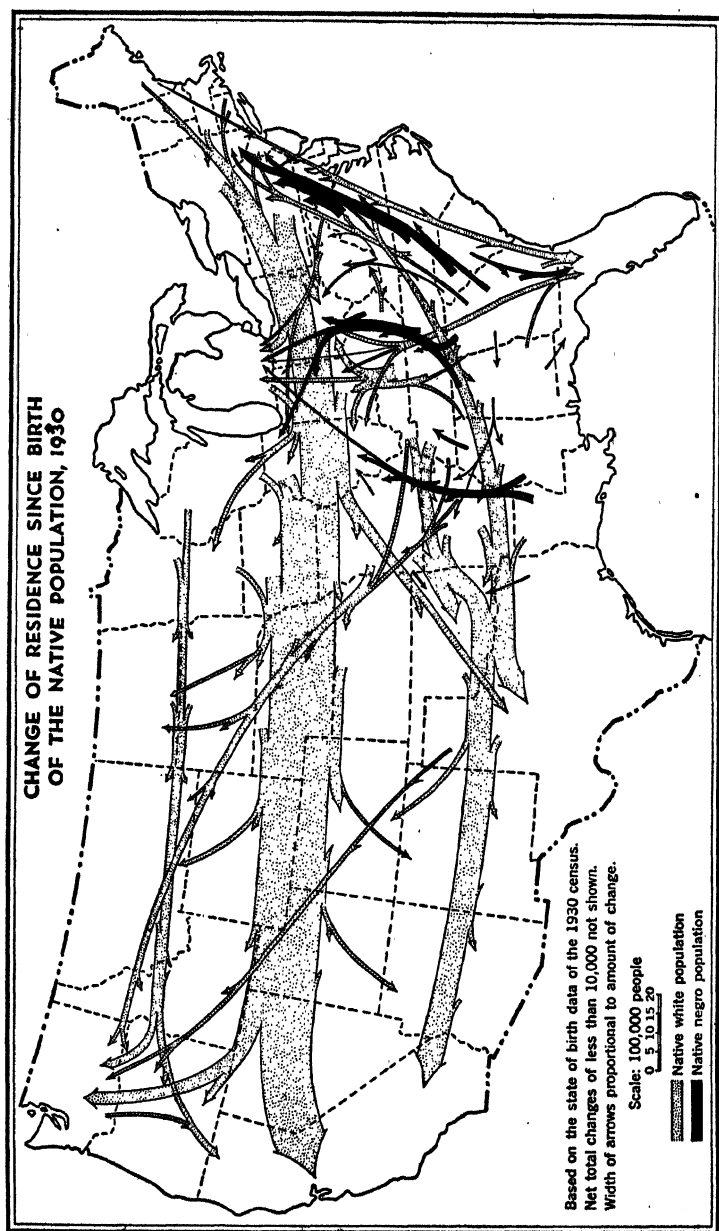 CHANGE OF RESIDENCE SINCE BIRTH
OF THE NATIVE POPULATION, 1930
Based on the state of birth data of the 1930 census.
Net total changes of less than 10,000 not shown.
Width of arrows proportional to amount of change.
Scale: 100,000 people
0 5 10 15 20
Native white population
Native negro population